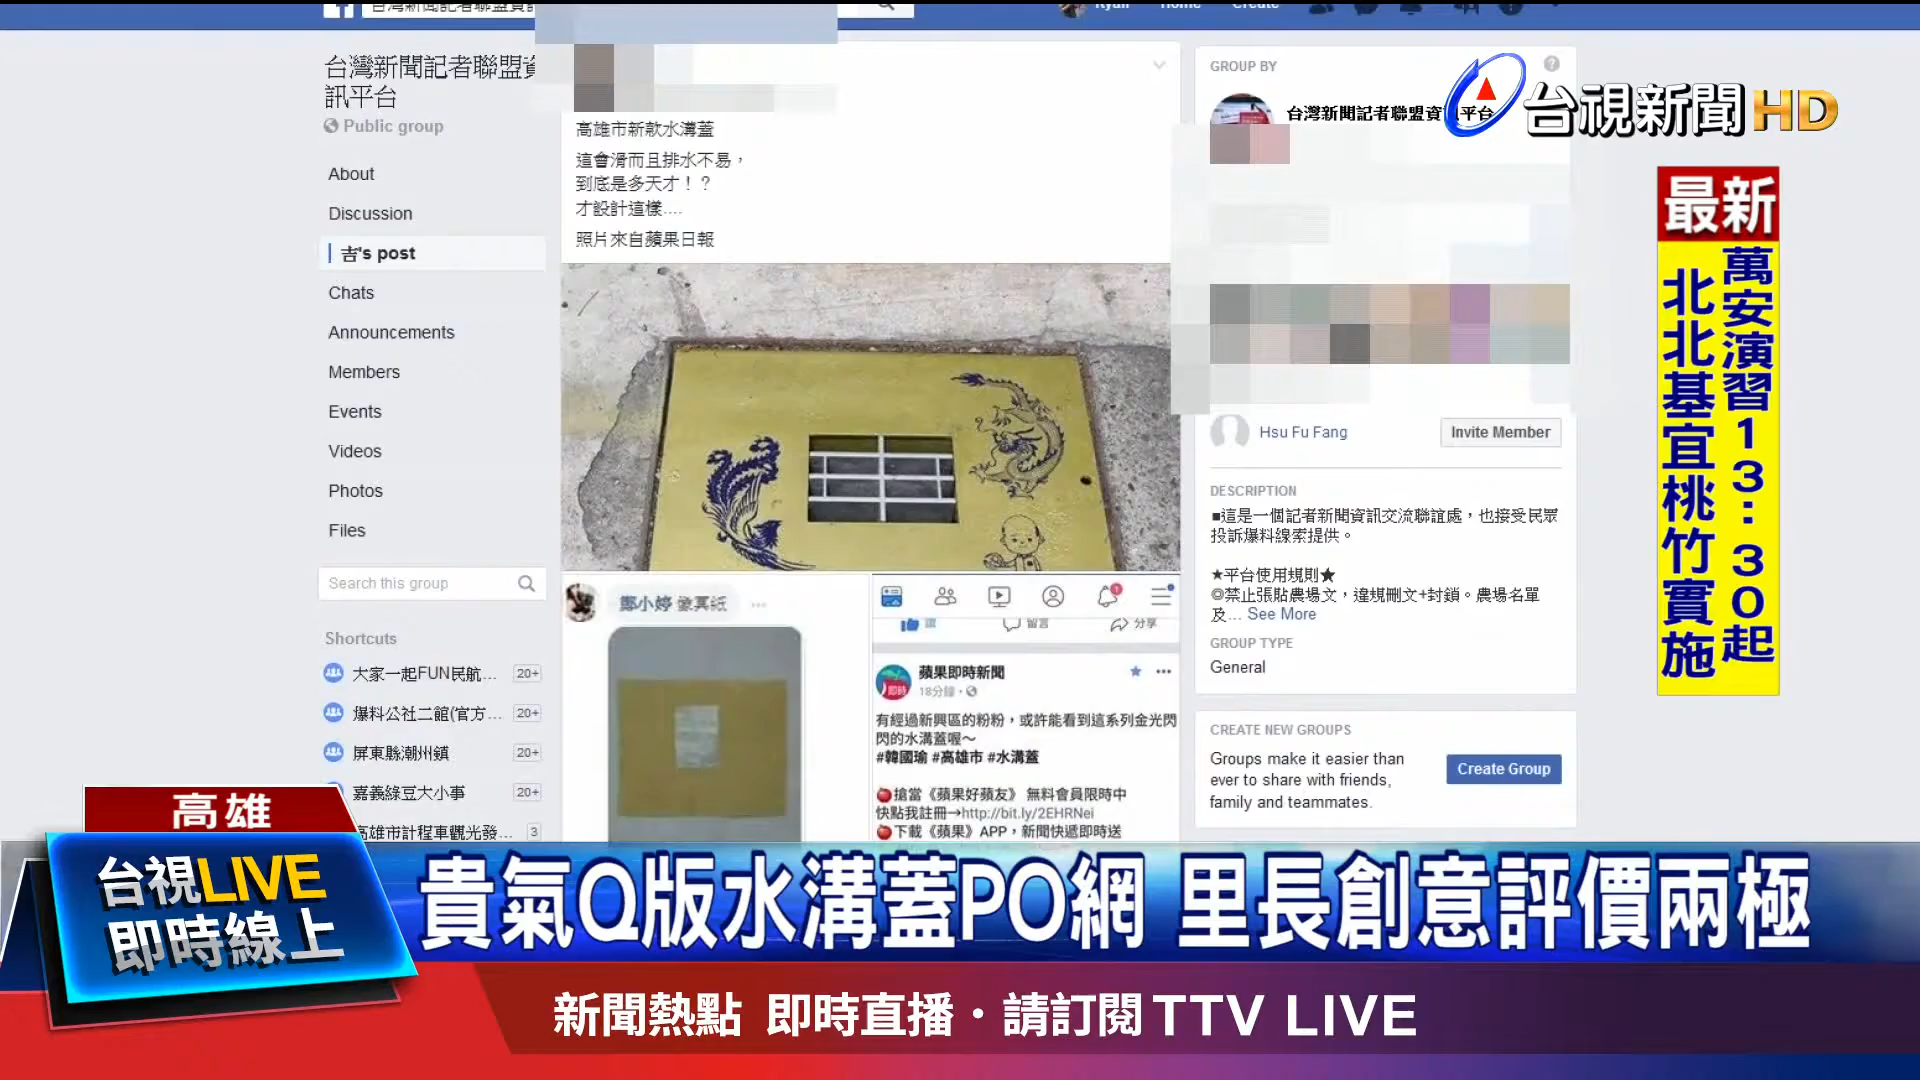 Home
Create
台灣新聞記者聯盟資
訊平台
Public group
About
Discussion
吉's post
Chats
Announcements
Members
Events
Videos
Photos
Files
Search this group
Shortcuts
大家一起FUN民航... 20+
爆料公社二館(官方... 20+
屏東縣潮州鎮 20+
嘉義綠豆大小事 20+
高雄市計程車觀光發... 3
高雄市新款水溝蓋
這會滑而且排水不易，
到底是多天才！？
才設計這樣....
照片來自蘋果日報
鄭小婷
讚 留言 分享
1
蘋果即時新聞
即時
18分鐘
有經過新興區的粉粉，或許能看到這系列金光閃
閃的水溝蓋喔～
#韓國瑜 #高雄市 #水溝蓋
搶當《蘋果好蘋友》 無料會員限時中
快點我註冊→http://bit.ly/2EHRNei
下載《蘋果》APP，新聞快遞即時送
GROUP BY
台灣新聞記者聯盟資訊平台
Hsu Fu Fang
Invite Member
DESCRIPTION
■這是一個記者新聞資訊交流聯誼處，也接受民眾
投訴爆料線索提供。
★平台使用規則★
◎禁止張貼農場文，違規刪文+封鎖。農場名單
及... See More
GROUP TYPE
General
CREATE NEW GROUPS
Groups make it easier than
ever to share with friends,
family and teammates.
Create Group
台視新聞HD
最新
萬安演習13:30起
北北基宜桃竹實施
高雄
台視LIVE
即時線上
貴氣Q版水溝蓋PO網 里長創意評價兩極
新聞熱點 即時直播・請訂閱TTV LIVE